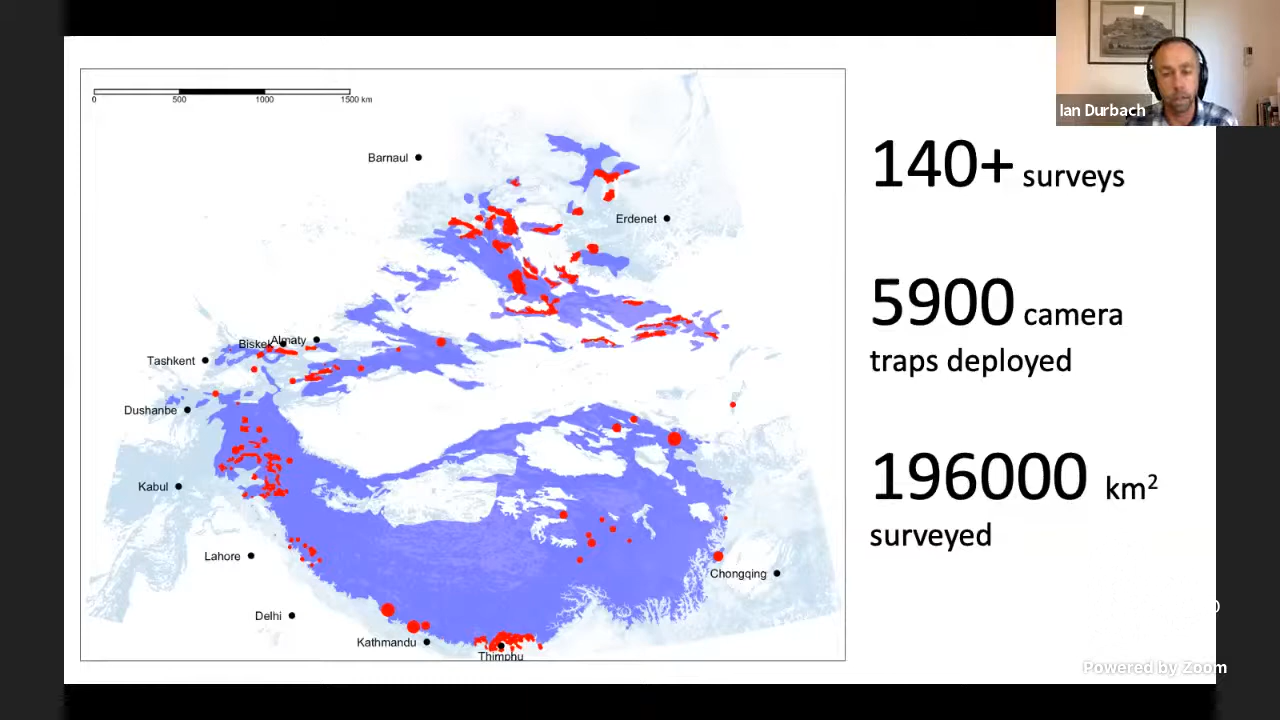 Ian Durbach
0 500 1000 1500 km
Barnaul
Erdenet
Almaty
Tashkent
Dushanbe
Kabul
Lahore
Chongqing
Delhi
Kathmandu
Thimphu
140+ surveys
5900 camera
traps deployed
196000 km²
surveyed
Powered by Zoom